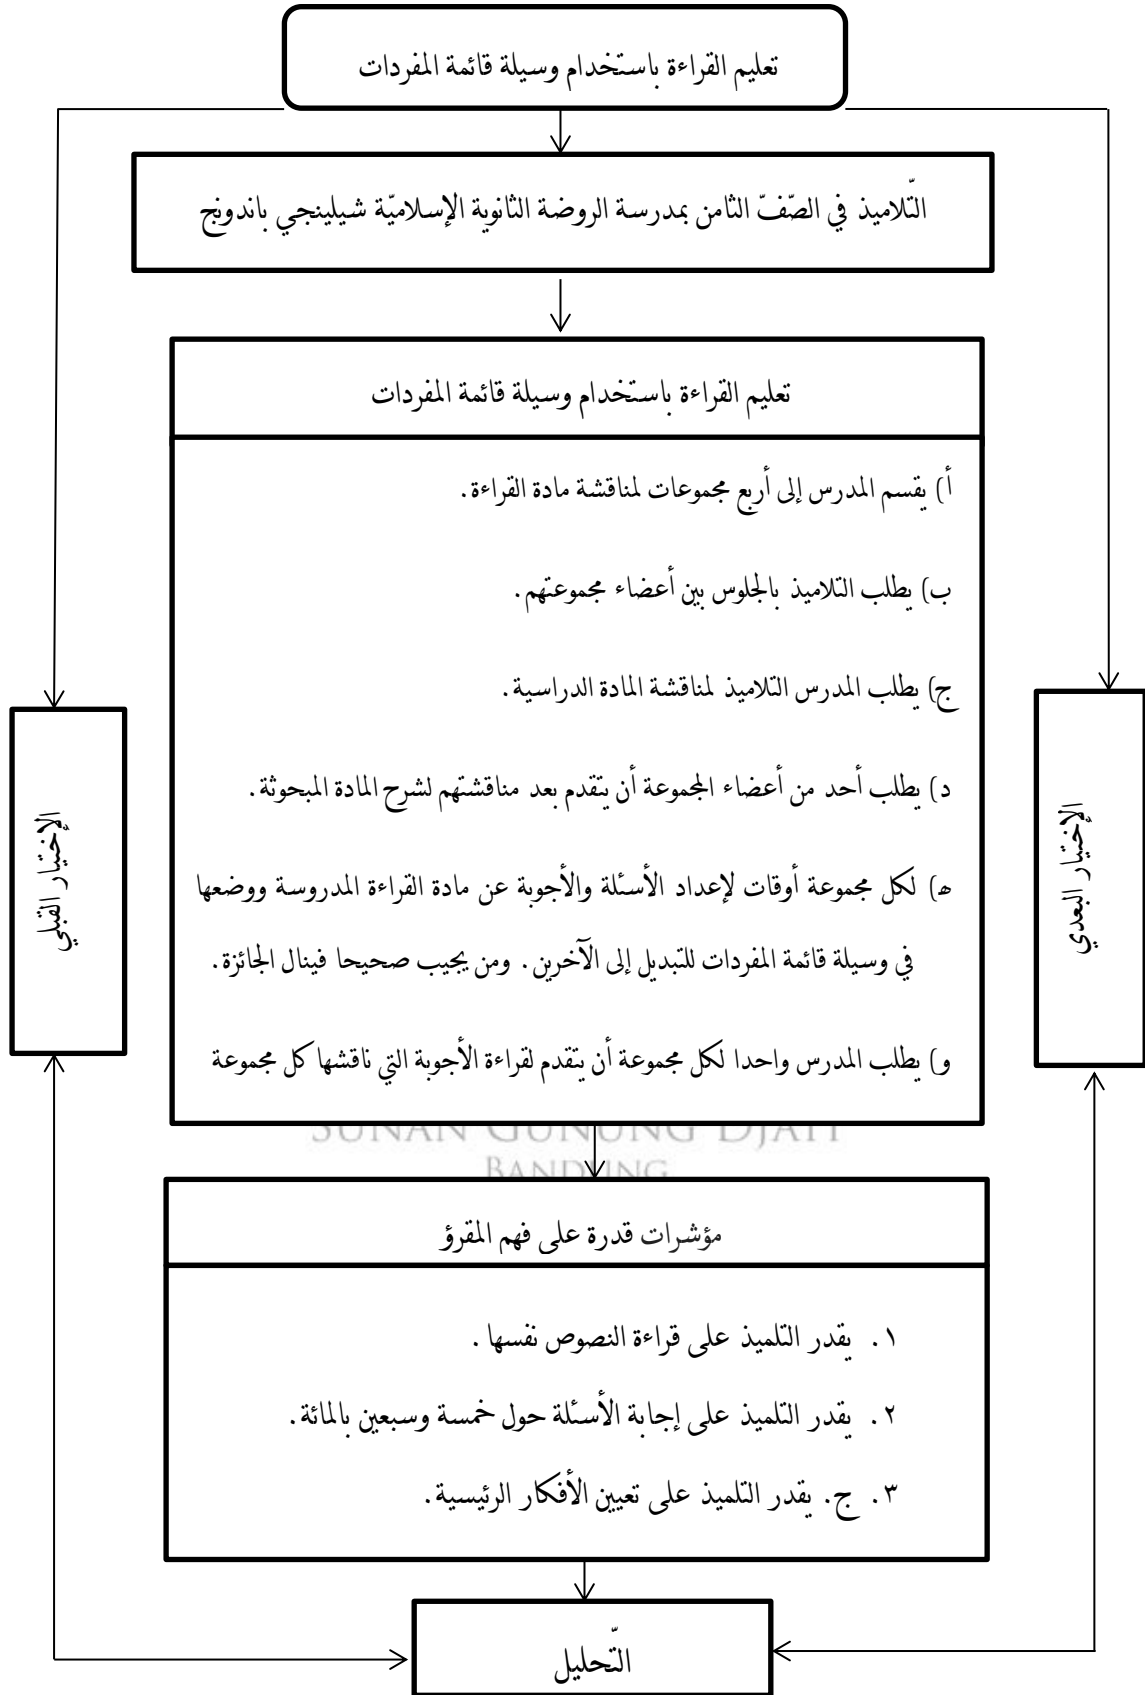 تعليم القراءة باستخدام وسيلة قائمة المفردات
التّلاميذ في الصّفّ الثامن بمدرسة الروضة الثانوية الإسلاميّة شيلينجي باندونج
تعليم القراءة باستخدام وسيلة قائمة المفردات
أ) يقسم المدرس إلى أربع مجموعات لمناقشة مادة القراءة.
ب) يطلب التلاميذ بالجلوس بين أعضاء مجموعتهم.
ج) يطلب المدرس التلاميذ لمناقشة المادة الدراسية.
د) يطلب أحد من أعضاء المجموعة أن يتقدم بعد مناقشتهم لشرح المادة المبحوثة.
ه) لكل مجموعة أوقات لإعداد الأسئلة والأجوبة عن مادة القراءة المدروسة ووضعها
في وسيلة قائمة المفردات للتبديل إلى الآخرين. ومن يجيب صحيحا فينال الجائزة.
و) يطلب المدرس واحدا لكل مجموعة أن يتقدم لقراءة الأجوبة التي ناقشها كل مجموعة
الإختيار البعدي
الإختيار القبلي
SUNAN GUNUNG DJATI
BANDUNG
مؤشرات قدرة على فهم المقرؤ
١. يقدر التلميذ على قراءة النصوص نفسها.
٢. يقدر التلميذ على إجابة الأسئلة حول خمسة وسبعين بالمائة.
٣. ج. يقدر التلميذ على تعيين الأفكار الرئيسية.
التّحليل